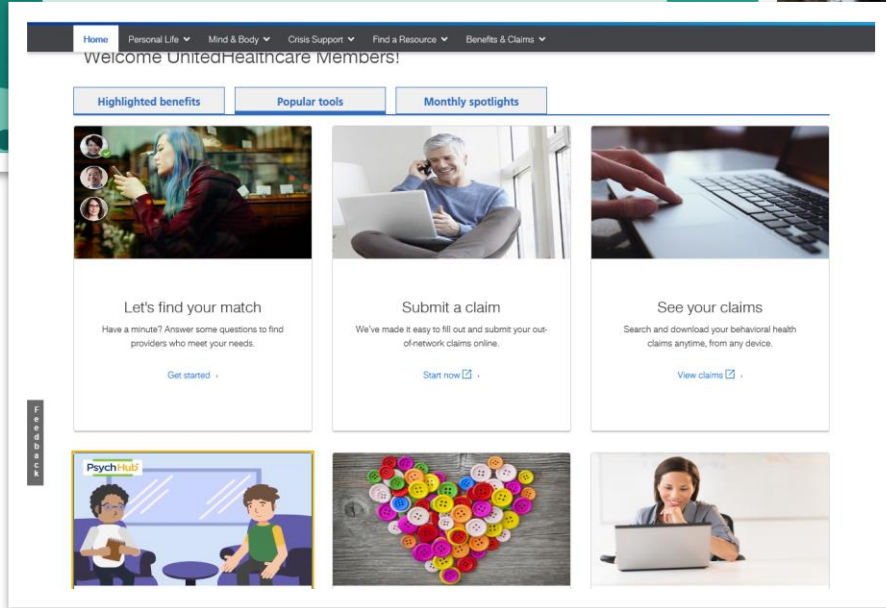 Home Personal Life Mind & Body Crisis Support Find a Resource Benefits & Claims
Welcome UnitedHealthcare Members!
Highlighted benefits Popular tools Monthly spotlights
Let's find your match
Have a minute? Answer some questions to find
providers who meet your needs.
Get started ›
Submit a claim
We've made it easy to fill out and submit your out-
of-network claims online.
Start now ›
See your claims
Search and download your behavioral health
claims anytime, from any device.
View claims ›
Feedback
PsychHub